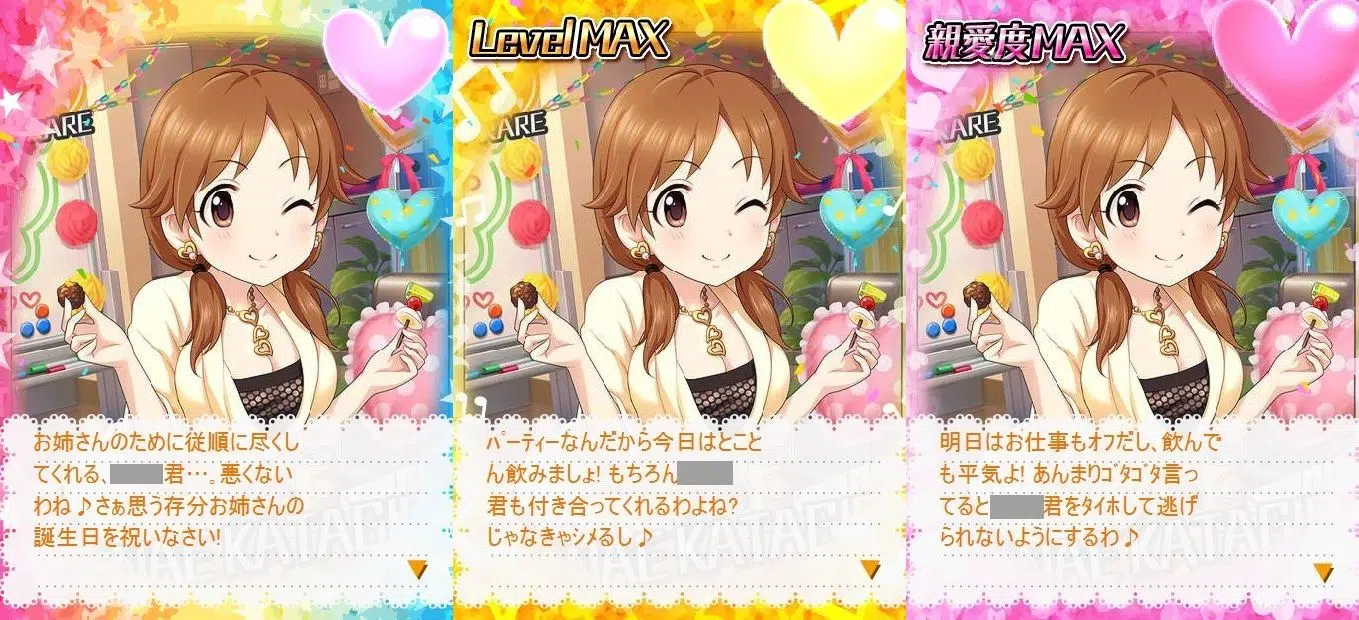 ARE
お姉さんのために従順に尽くし
てくれる、君…。悪くない
わね♪さぁ思う存分お姉さんの
誕生日を祝いなさい!
Level MAX
ARE
パーティーなんだから今日はとこと
ん飲みましょ! もちろん
君も付き合ってくれるわよね?
じゃなきゃシメるし♪
親愛度MAX
RARE
明日はお仕事もオフだし、飲んで
も平気よ! あんまりゴタゴタ言っ
てると君をタイホして逃げ
られないようにするわ♪